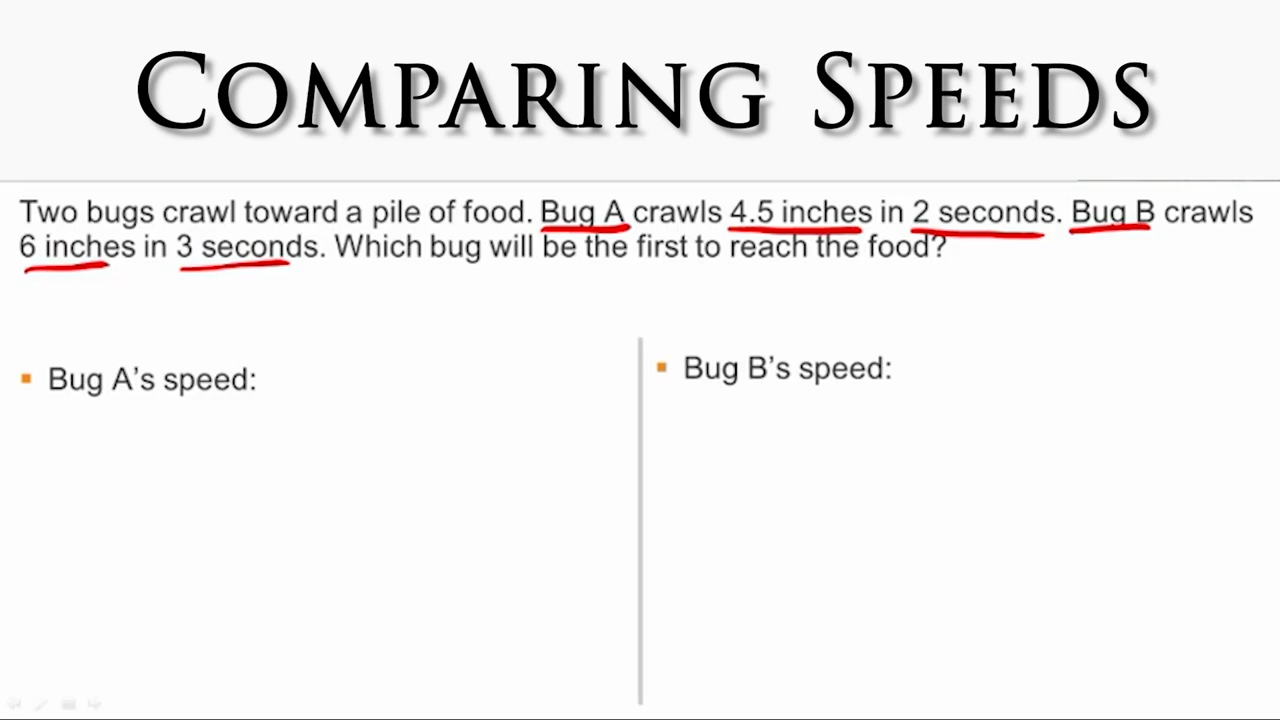 COMPARING SPEEDS
Two bugs crawl toward a pile of food. Bug A crawls 4.5 inches in 2 seconds. Bug B crawls
6 inches in 3 seconds. Which bug will be the first to reach the food?
Bug A’s speed:
Bug B’s speed: